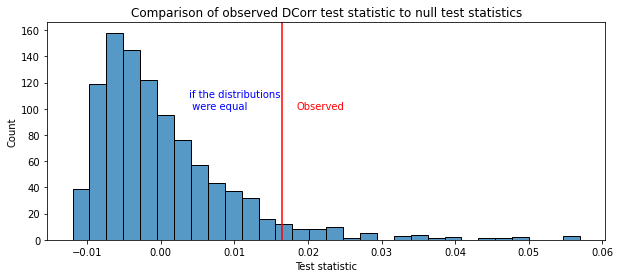 Comparison of observed DCorr test statistic to null test statistics
160
140
120
100
80
60
40
20
0
Count
if the distributions
were equal
Observed
−0.01
0.00
0.01
0.02
0.03
0.04
0.05
0.06
Test statistic